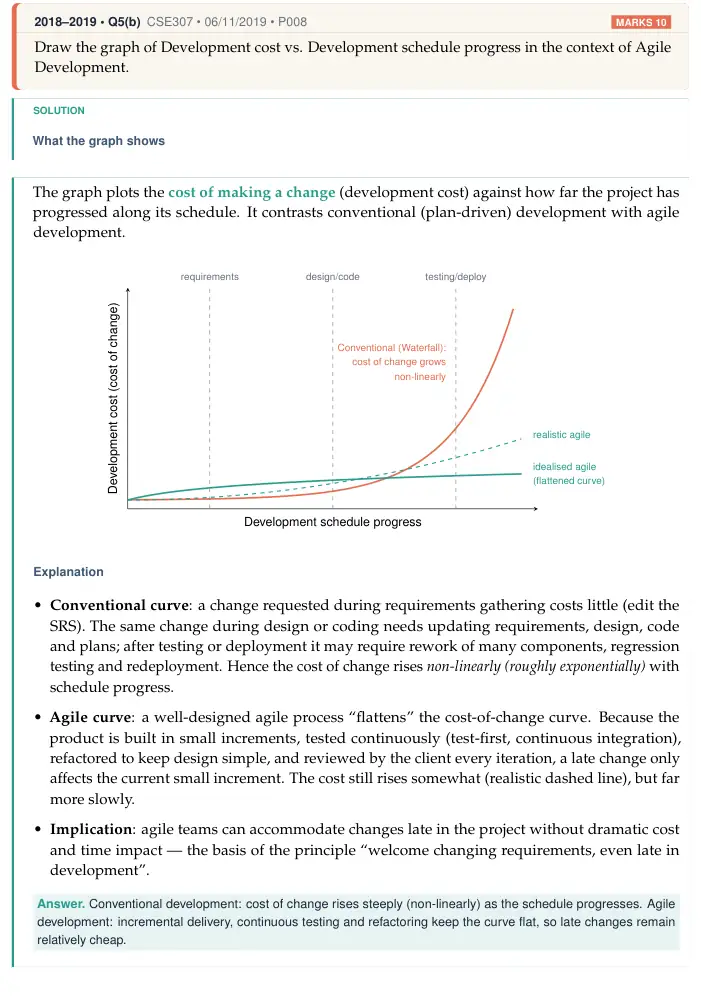 2018–2019 • Q5(b) CSE307 • 06/11/2019 • P008
MARKS 10
Draw the graph of Development cost vs. Development schedule progress in the context of Agile
Development.
SOLUTION
What the graph shows
The graph plots the cost of making a change (development cost) against how far the project has
progressed along its schedule. It contrasts conventional (plan-driven) development with agile
development.
requirements
design/code
testing/deploy
Development cost (cost of change)
Conventional (Waterfall):
cost of change grows
non-linearly
realistic agile
idealised agile
(flattened curve)
Development schedule progress
Explanation
• Conventional curve: a change requested during requirements gathering costs little (edit the
SRS). The same change during design or coding needs updating requirements, design, code
and plans; after testing or deployment it may require rework of many components, regression
testing and redeployment. Hence the cost of change rises non-linearly (roughly exponentially) with
schedule progress.
• Agile curve: a well-designed agile process “flattens” the cost-of-change curve. Because the
product is built in small increments, tested continuously (test-first, continuous integration),
refactored to keep design simple, and reviewed by the client every iteration, a late change only
affects the current small increment. The cost still rises somewhat (realistic dashed line), but far
more slowly.
• Implication: agile teams can accommodate changes late in the project without dramatic cost
and time impact — the basis of the principle “welcome changing requirements, even late in
development”.
Answer. Conventional development: cost of change rises steeply (non-linearly) as the schedule progresses. Agile
development: incremental delivery, continuous testing and refactoring keep the curve flat, so late changes remain
relatively cheap.